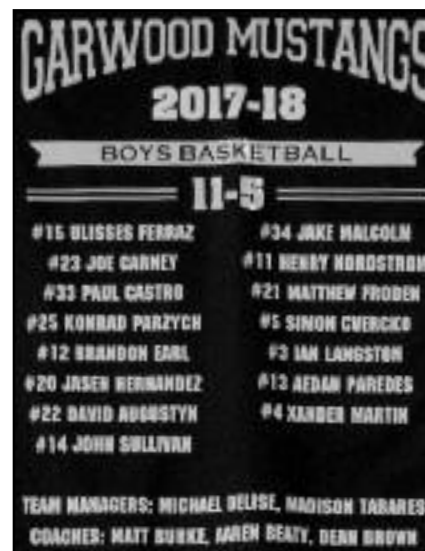 GARWOOD MUSTANGS
2017-18
BOYS BASKETBALL
11-5
#15 ULISSES FERRAZ
#23 JOE CARNEY
#33 PAUL CASTRO
#25 KONRAD PARZYCH
#12 BRANDON EARL
#20 JASEN HERNANDEZ
#22 DAVID AUGUSTYN
#14 JOHN SULLIVAN
#34 JAKE MALCOLM
#11 HENRY NORDSTROM
#21 MATTHEW FRODEN
#5 SIMON CVERCKO
#3 IAN LANGSTON
#13 AEDAN PAREDES
#4 XANDER MARTIN
TEAM MANAGERS: MICHAEL DELISE, MADISON TABARES
COACHES: MATT BURKE, BEATY, DEAN BROWN